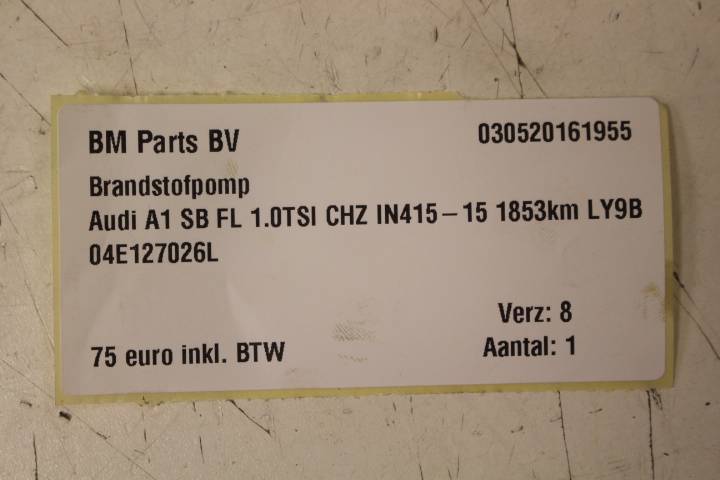 BM Parts BV 030520161955
Brandstofpomp
Audi A1 SB FL 1.0TSI CHZ IN415-15 1853km LY9B
04E127026L
Verz: 8
75 euro inkl. BTW Aantal: 1